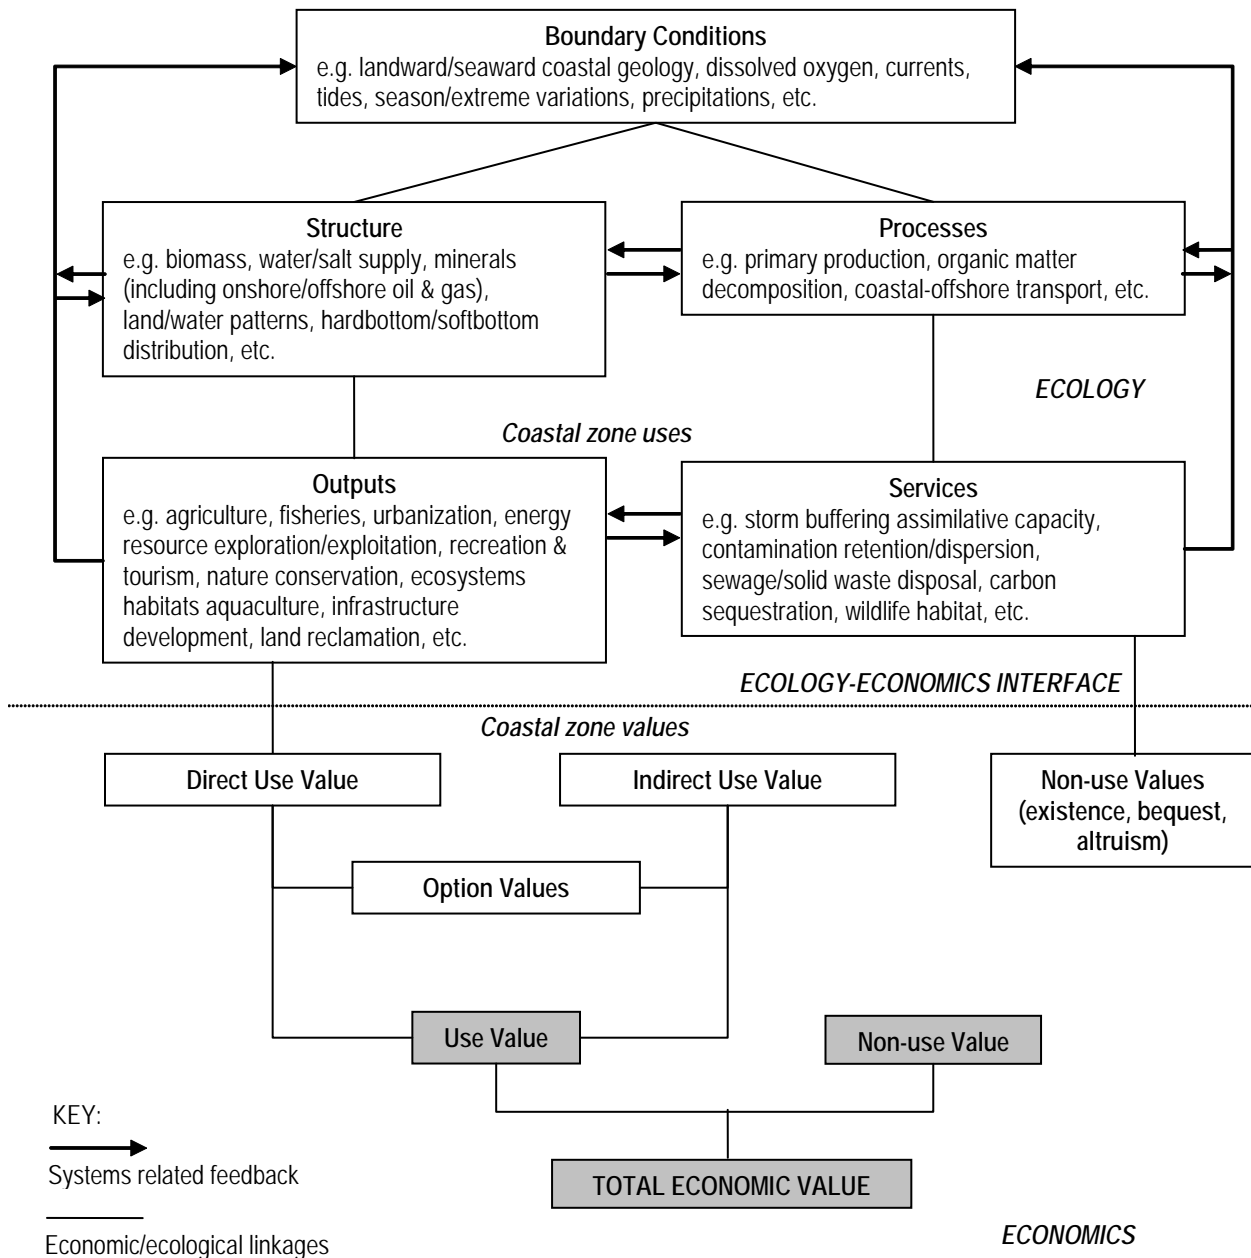 Boundary Conditions
e.g. landward/seaward coastal geology, dissolved oxygen, currents,
tides, season/extreme variations, precipitations, etc.
Structure
e.g. biomass, water/salt supply, minerals
(including onshore/offshore oil & gas),
land/water patterns, hardbottom/softbottom
distribution, etc.
Processes
e.g. primary production, organic matter
decomposition, coastal-offshore transport, etc.
ECOLOGY
Coastal zone uses
Outputs
e.g. agriculture, fisheries, urbanization, energy
resource exploration/exploitation, recreation &
tourism, nature conservation, ecosystems
habitats aquaculture, infrastructure
development, land reclamation, etc.
Services
e.g. storm buffering assimilative capacity,
contamination retention/dispersion,
sewage/solid waste disposal, carbon
sequestration, wildlife habitat, etc.
ECOLOGY-ECONOMICS INTERFACE
Coastal zone values
Direct Use Value
Indirect Use Value
Non-use Values
(existence, bequest,
altruism)
Option Values
Use Value
Non-use Value
KEY:
Systems related feedback
TOTAL ECONOMIC VALUE
Economic/ecological linkages
ECONOMICS